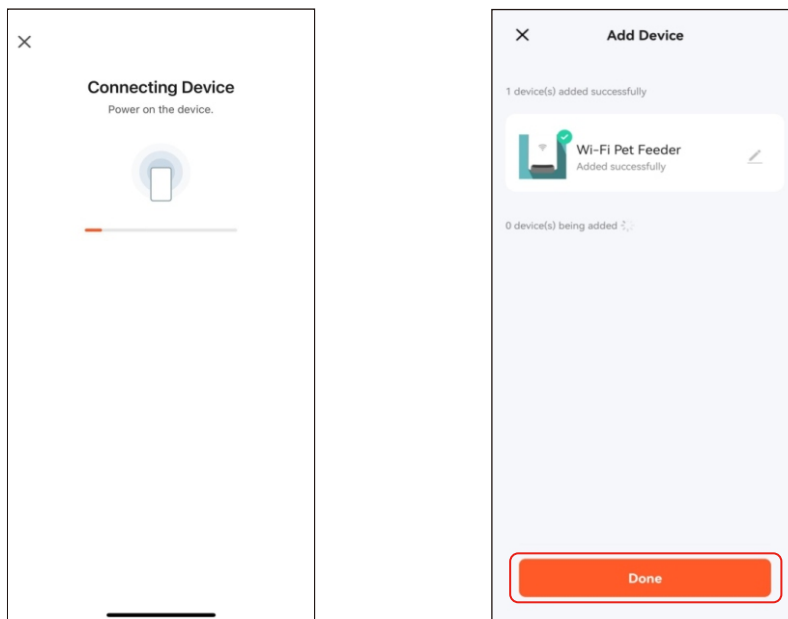 Connecting Device
Power on the device.
Add Device
1 device(s) added successfully
Wi-Fi Pet Feeder
Added successfully
0 device(s) being added
Done